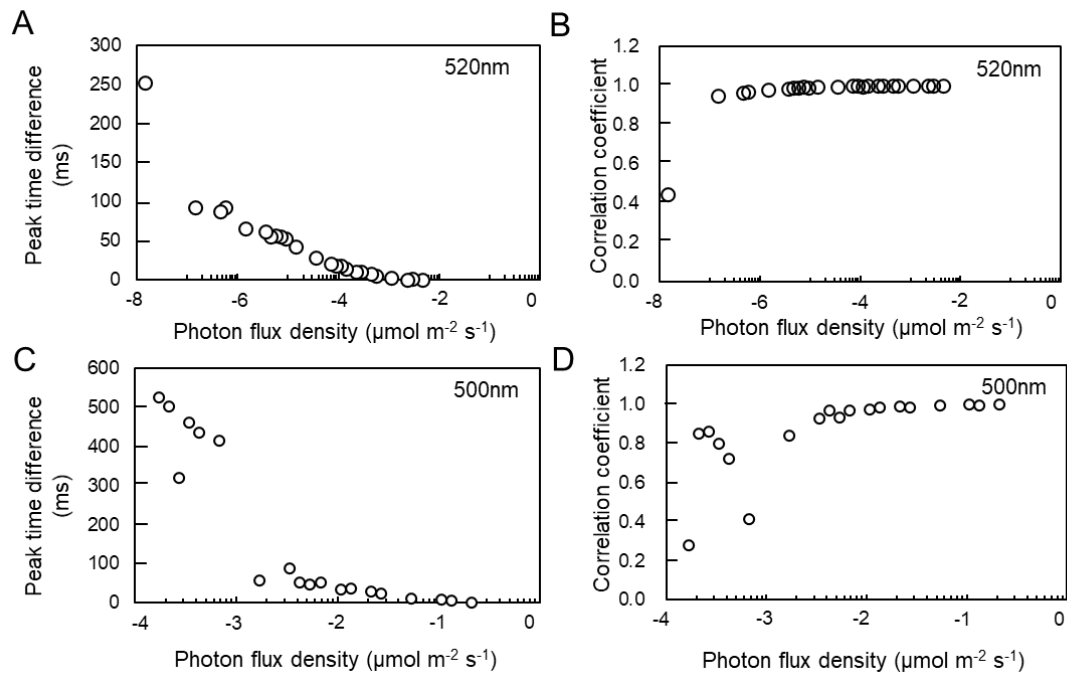 A
300
250
200
150
100
50
0
Peak time difference
(ms)
520nm
-8
-6
-4
-2
0
Photon flux density (µmol m⁻² s⁻¹)
B
1.2
1.0
0.8
0.6
0.4
0.2
0.0
Correlation coefficient
520nm
-8
-6
-4
-2
0
Photon flux density (µmol m⁻² s⁻¹)
C
600
500
400
300
200
100
0
Peak time difference
(ms)
500nm
-4
-3
-2
-1
0
Photon flux density (µmol m⁻² s⁻¹)
D
1.2
1.0
0.8
0.6
0.4
0.2
0.0
Correlation coefficient
500nm
-4
-3
-2
-1
0
Photon flux density (µmol m⁻² s⁻¹)